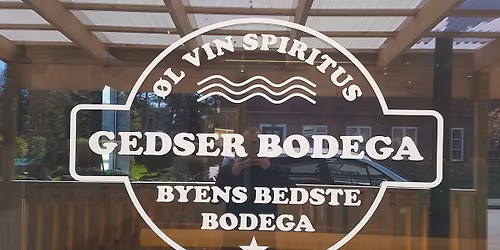 ØL VIN SPIRITUS
GEDSER BODEGA
BYENS BEDSTE
BODEGA